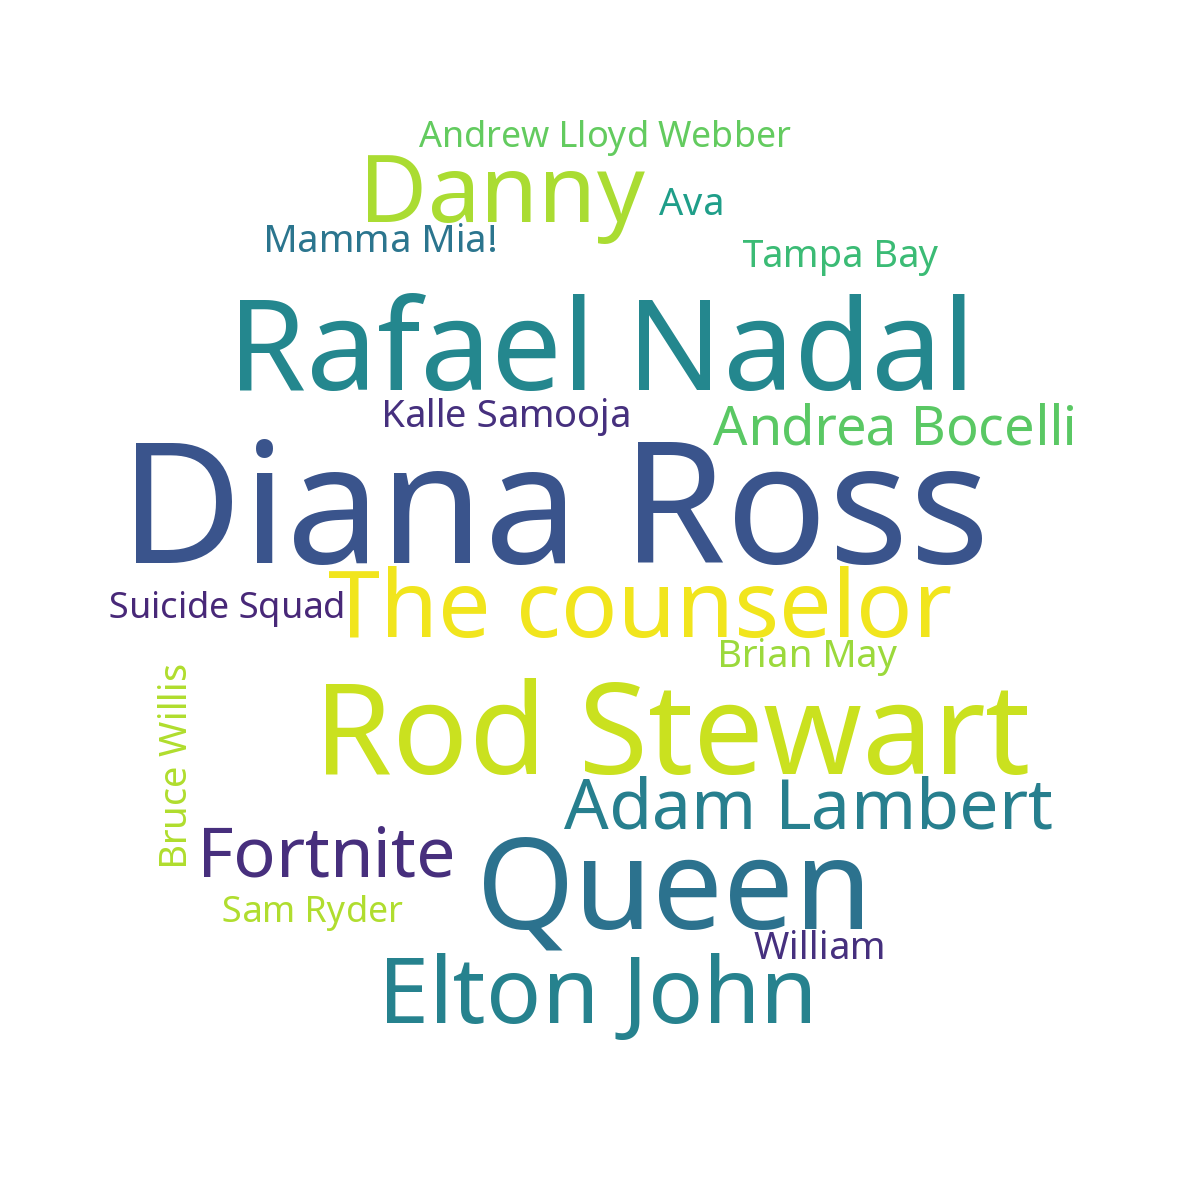 Andrew Lloyd Webber
Danny
Ava
Mamma Mia!
Tampa Bay
Rafael Nadal
Kalle Samooja
Andrea Bocelli
Diana Ross
Suicide Squad
The counselor
Brian May
Bruce Willis
Rod Stewart
Adam Lambert
Fortnite
Queen
Sam Ryder
William
Elton John